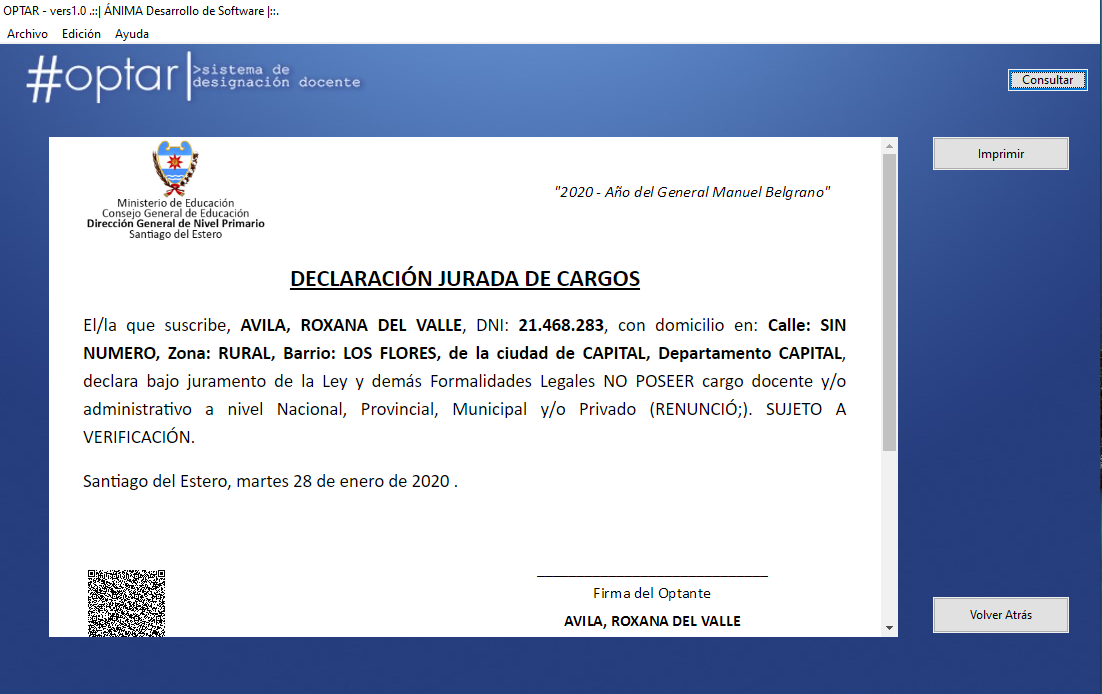 OPTAR - vers1.0 .::| ÁNIMA Desarrollo de Software |::.
Archivo Edición Ayuda
#optar >sistema de
designación docente
Consultar
Imprimir
Ministerio de Educación
Consejo General de Educación
Dirección General de Nivel Primario
Santiago del Estero
"2020 - Año del General Manuel Belgrano"
DECLARACIÓN JURADA DE CARGOS
El/la que suscribe, AVILA, ROXANA DEL VALLE, DNI: 21.468.283, con domicilio en: Calle: SIN
NUMERO, Zona: RURAL, Barrio: LOS FLORES, de la ciudad de CAPITAL, Departamento CAPITAL,
declara bajo juramento de la Ley y demás Formalidades Legales NO POSEER cargo docente y/o
administrativo a nivel Nacional, Provincial, Municipal y/o Privado (RENUNCIÓ;). SUJETO A
VERIFICACIÓN.
Santiago del Estero, martes 28 de enero de 2020 .
Firma del Optante
AVILA, ROXANA DEL VALLE
Volver Atrás